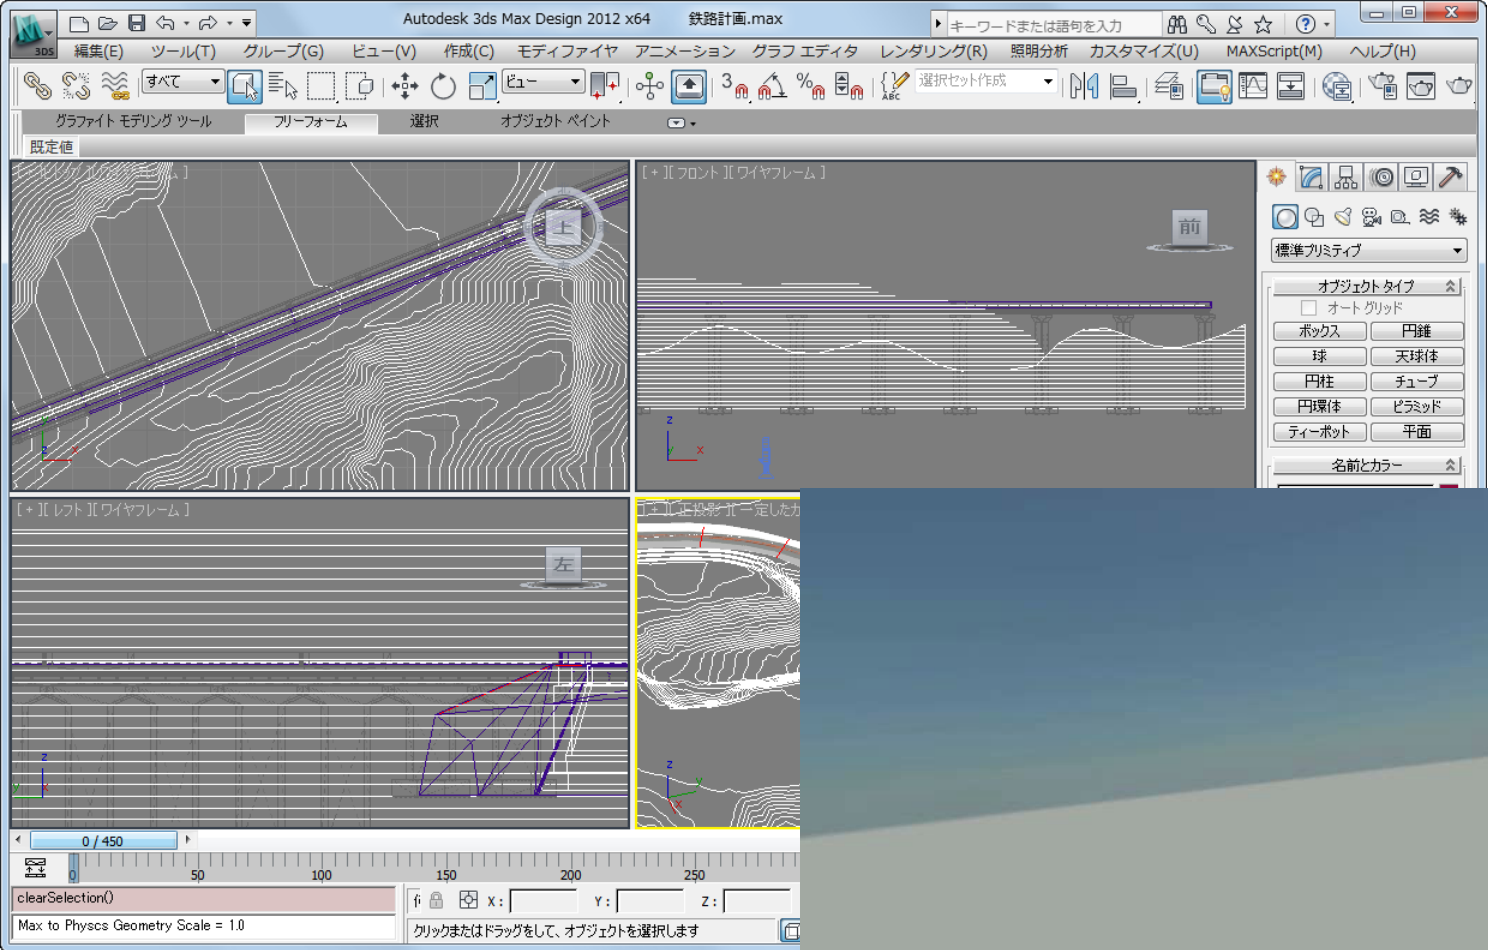 Autodesk 3ds Max Design 2012 x64 鉄路計画.max
キーワードまたは語句を入力
3DS
編集(E) ツール(T) グループ(G) ビュー(V) 作成(C) モディファイヤ アニメーション グラフ エディタ レンダリング(R) 照明分析 カスタマイズ(U) MAXScript(M) ヘルプ(H)
すべて ビュー 3 % ABC 選択セット作成
グラファイト モデリング ツール フリーフォーム 選択 オブジェクト ペイント
既定値
[ + ][ フロント ][ ワイヤフレーム ]
上
前
標準プリミティブ
オブジェクト タイプ
オート グリッド
ボックス 円錐
球 天球体
円柱 チューブ
円環体 ピラミッド
ティーポット 平面
名前とカラー
z
x
[ + ][ レフト ][ ワイヤフレーム ]
[ + ][ 正投影 ][ 一定したカ
左
z
y
x
0 / 450
0 50 100 150 200 250
clearSelection()
X: Y: Z:
Max to Physcs Geometry Scale = 1.0
クリックまたはドラッグをして、オブジェクトを選択します